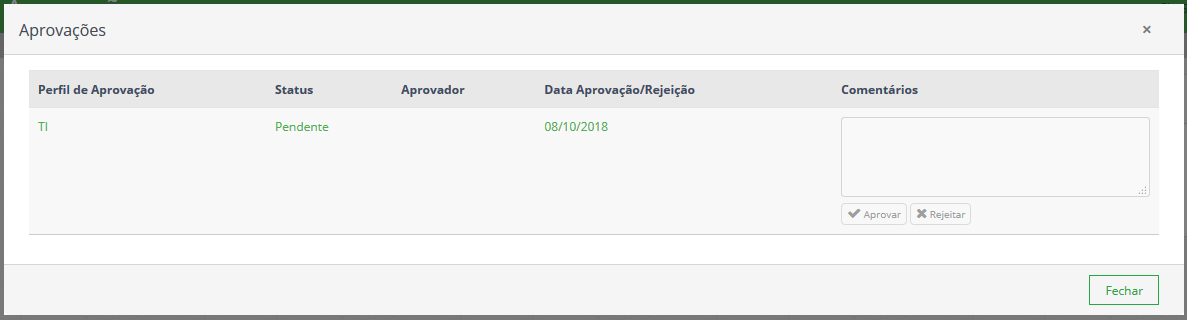 Aprovações ×
Perfil de Aprovação Status Aprovador Data Aprovação/Rejeição Comentários
TI Pendente 08/10/2018
Aprovar Rejeitar
Fechar